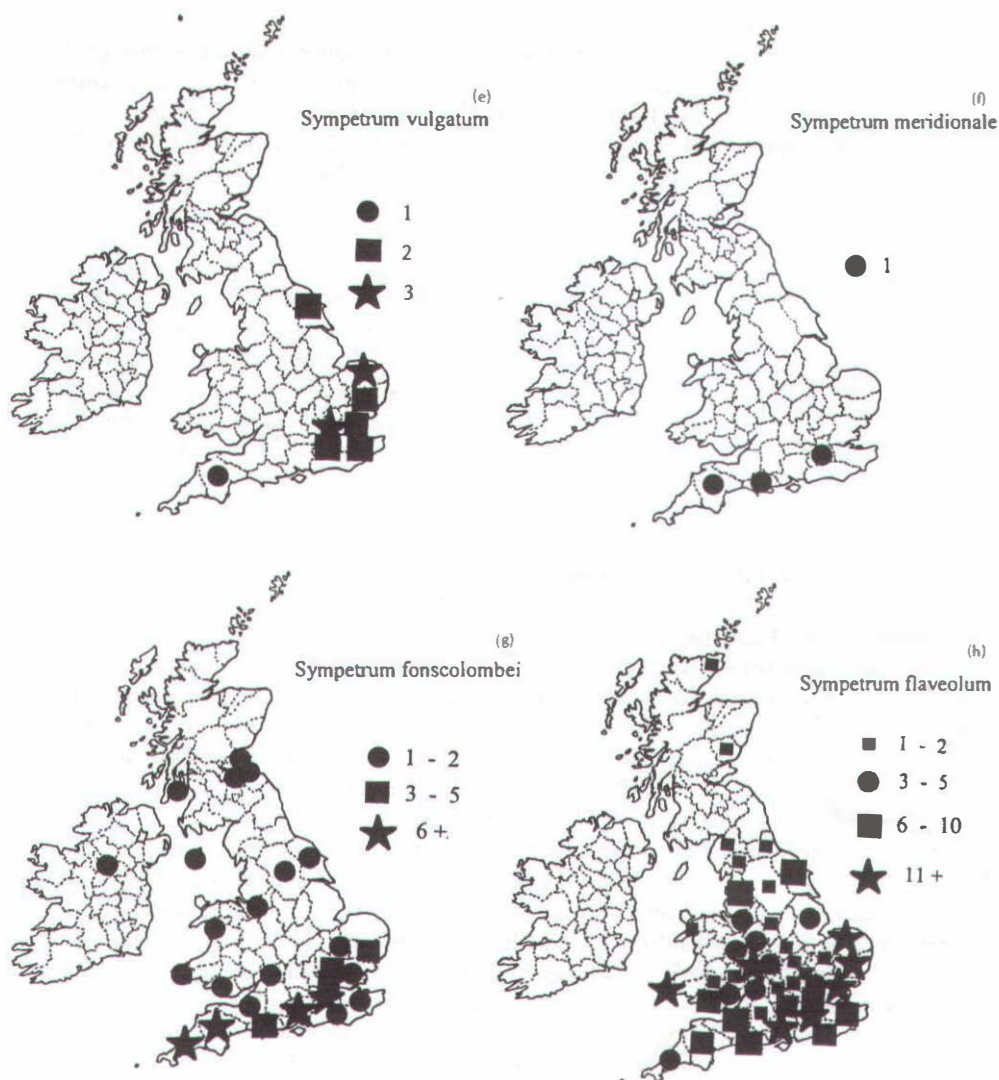 (e)
Sympetrum vulgatum
1
2
3
(f)
Sympetrum meridionale
1
(g)
Sympetrum fonscolombei
1 - 2
3 - 5
6 +
(h)
Sympetrum flaveolum
1 - 2
3 - 5
6 - 10
11 +